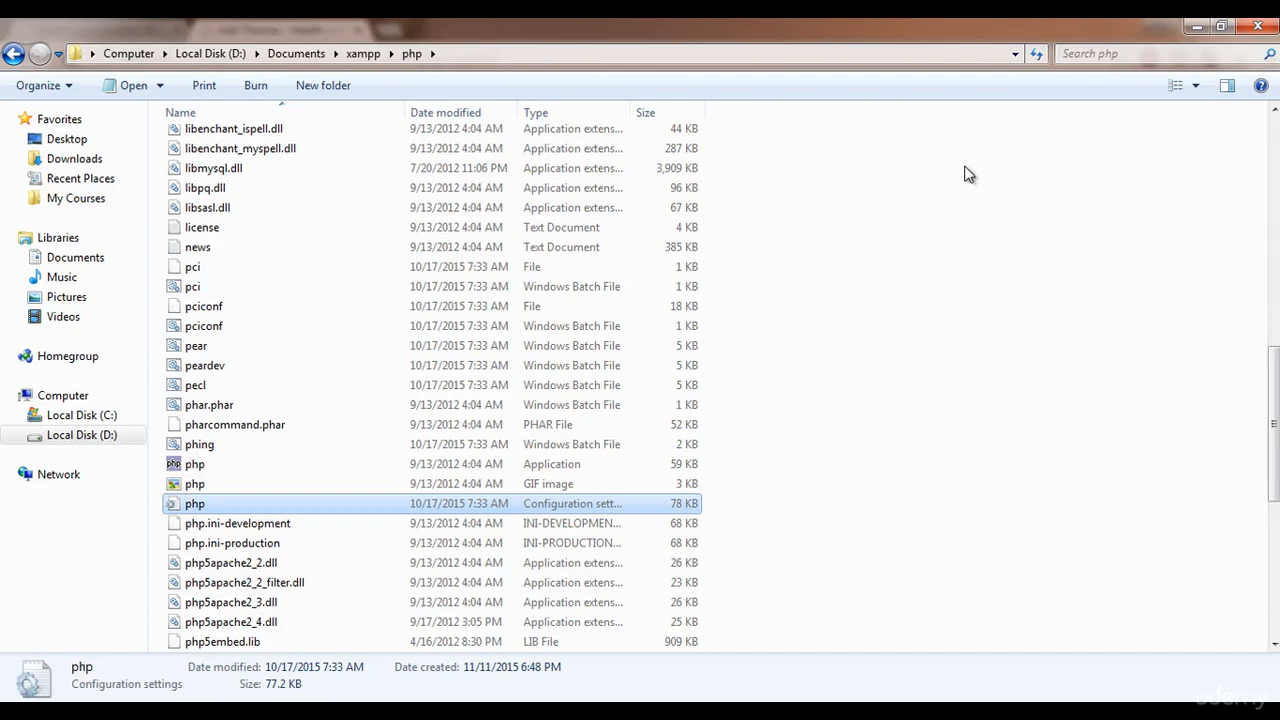 Computer Local Disk (D:) Documents xampp php Search php
Organize Open Print Burn New folder
Name Date modified Type Size
Favorites
Desktop
Downloads
Recent Places
My Courses
Libraries
Documents
Music
Pictures
Videos
Homegroup
Computer
Local Disk (C:)
Local Disk (D:)
Network
libenchant_ispell.dll 9/13/2012 4:04 AM Application extens... 44 KB
libenchant_myspell.dll 9/13/2012 4:04 AM Application extens... 287 KB
libmysql.dll 7/20/2012 11:06 PM Application extens... 3,909 KB
libpq.dll 9/13/2012 4:04 AM Application extens... 96 KB
libsasl.dll 9/13/2012 4:04 AM Application extens... 67 KB
license 9/13/2012 4:04 AM Text Document 4 KB
news 9/13/2012 4:04 AM Text Document 385 KB
pci 10/17/2015 7:33 AM File 1 KB
pci 10/17/2015 7:33 AM Windows Batch File 1 KB
pciconf 10/17/2015 7:33 AM File 18 KB
pciconf 10/17/2015 7:33 AM Windows Batch File 1 KB
pear 10/17/2015 7:33 AM Windows Batch File 5 KB
peardev 10/17/2015 7:33 AM Windows Batch File 5 KB
pecl 10/17/2015 7:33 AM Windows Batch File 5 KB
phar.phar 9/13/2012 4:04 AM Windows Batch File 1 KB
pharcommand.phar 9/13/2012 4:04 AM PHAR File 52 KB
phing 10/17/2015 7:33 AM Windows Batch File 2 KB
php 9/13/2012 4:04 AM Application 59 KB
php 9/13/2012 4:04 AM GIF image 3 KB
php 10/17/2015 7:33 AM Configuration sett... 78 KB
php.ini-development 9/13/2012 4:04 AM INI-DEVELOPMEN... 68 KB
php.ini-production 9/13/2012 4:04 AM INI-PRODUCTION... 68 KB
php5apache2_2.dll 9/13/2012 4:04 AM Application extens... 26 KB
php5apache2_2_filter.dll 9/13/2012 4:04 AM Application extens... 23 KB
php5apache2_3.dll 9/13/2012 4:04 AM Application extens... 26 KB
php5apache2_4.dll 9/17/2012 3:05 PM Application extens... 25 KB
php5embed.lib 4/16/2012 8:30 PM LIB File 909 KB
php Date modified: 10/17/2015 7:33 AM Date created: 11/11/2015 6:48 PM
Configuration settings Size: 77.2 KB
udemy